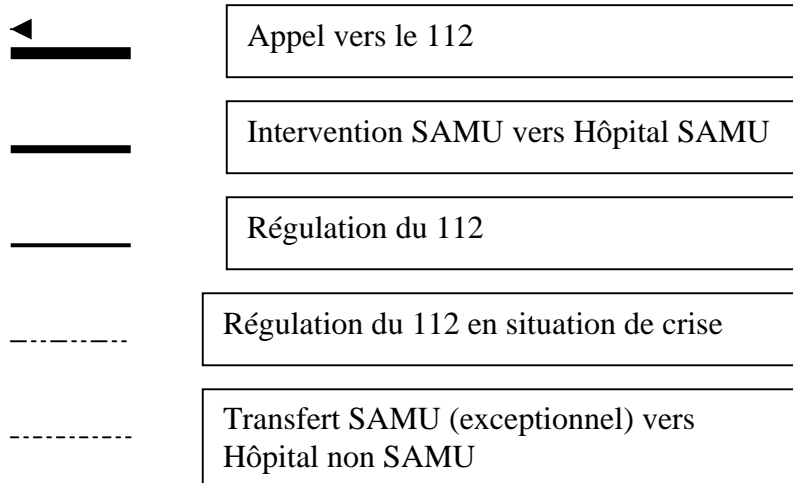 Appel vers le 112
Intervention SAMU vers Hôpital SAMU
Régulation du 112
Régulation du 112 en situation de crise
Transfert SAMU (exceptionnel) vers
Hôpital non SAMU